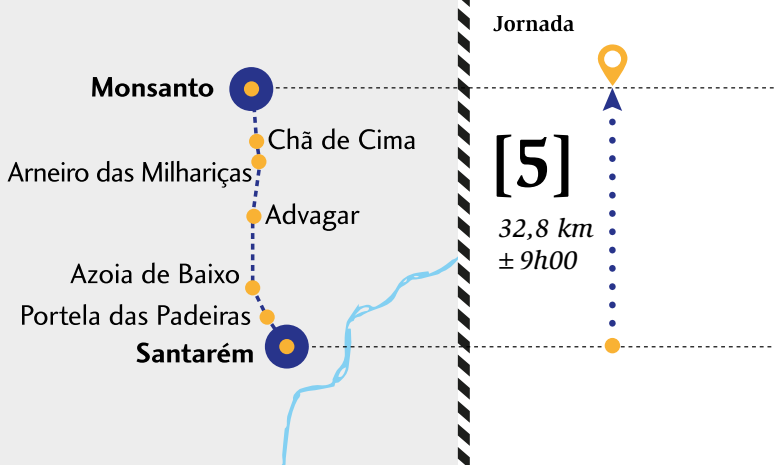 Jornada
Monsanto
Chã de Cima
Arneiro das Milhariças
Advagar
Azoia de Baixo
Portela das Padeiras
Santarém
[5]
32,8 km
± 9h00